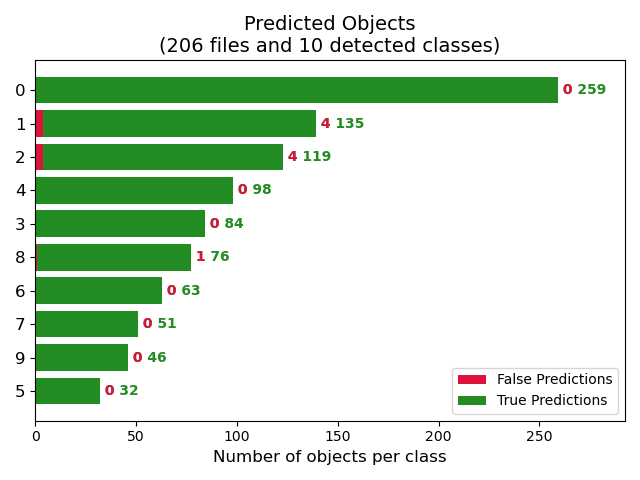 Predicted Objects
(206 files and 10 detected classes)
0 0 259
1 4 135
2 4 119
4 0 98
3 0 84
8 1 76
6 0 63
7 0 51
9 0 46
5 0 32
False Predictions
True Predictions
0 50 100 150 200 250
Number of objects per class